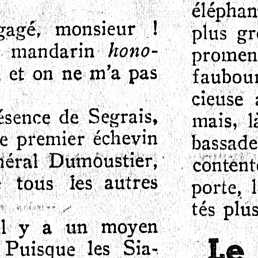 gagé, monsieur !
mandarin hono-
et on ne m'a pas
ésence de Segrais,
e premier échevin
néral Dumoustier,
tous les autres
l y a un moyen
Puisque les Sia-
éléphan
plus gr
promen
faubour
cieuse a
mais, là
bassade
content
porte, l
tés plus
Le